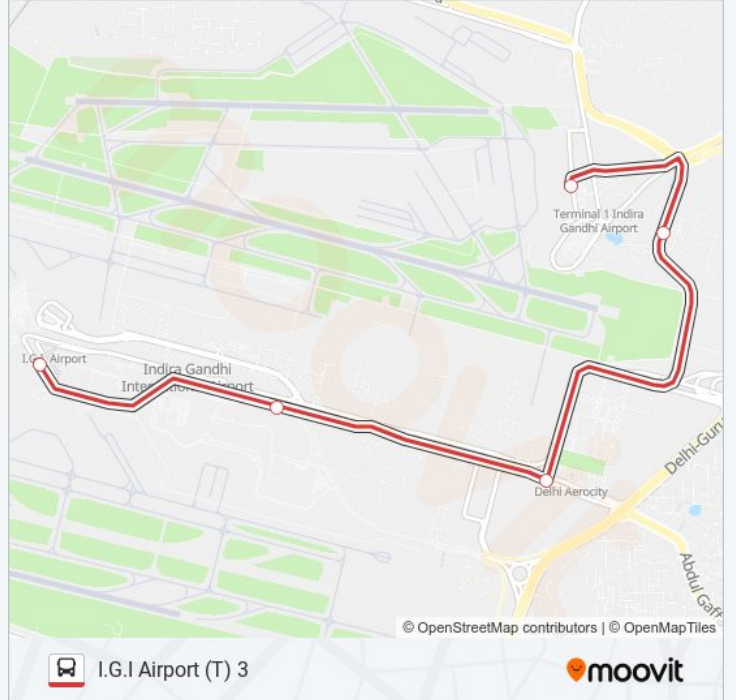 Terminal 1 Indira
Gandhi Airport
I.G.I. Airport
Indira Gandhi
International Airport
Delhi Aerocity
Delhi-Gur
Abdul Gaff
© OpenStreetMap contributors | © OpenMapTiles
I.G.I Airport (T) 3
moovit